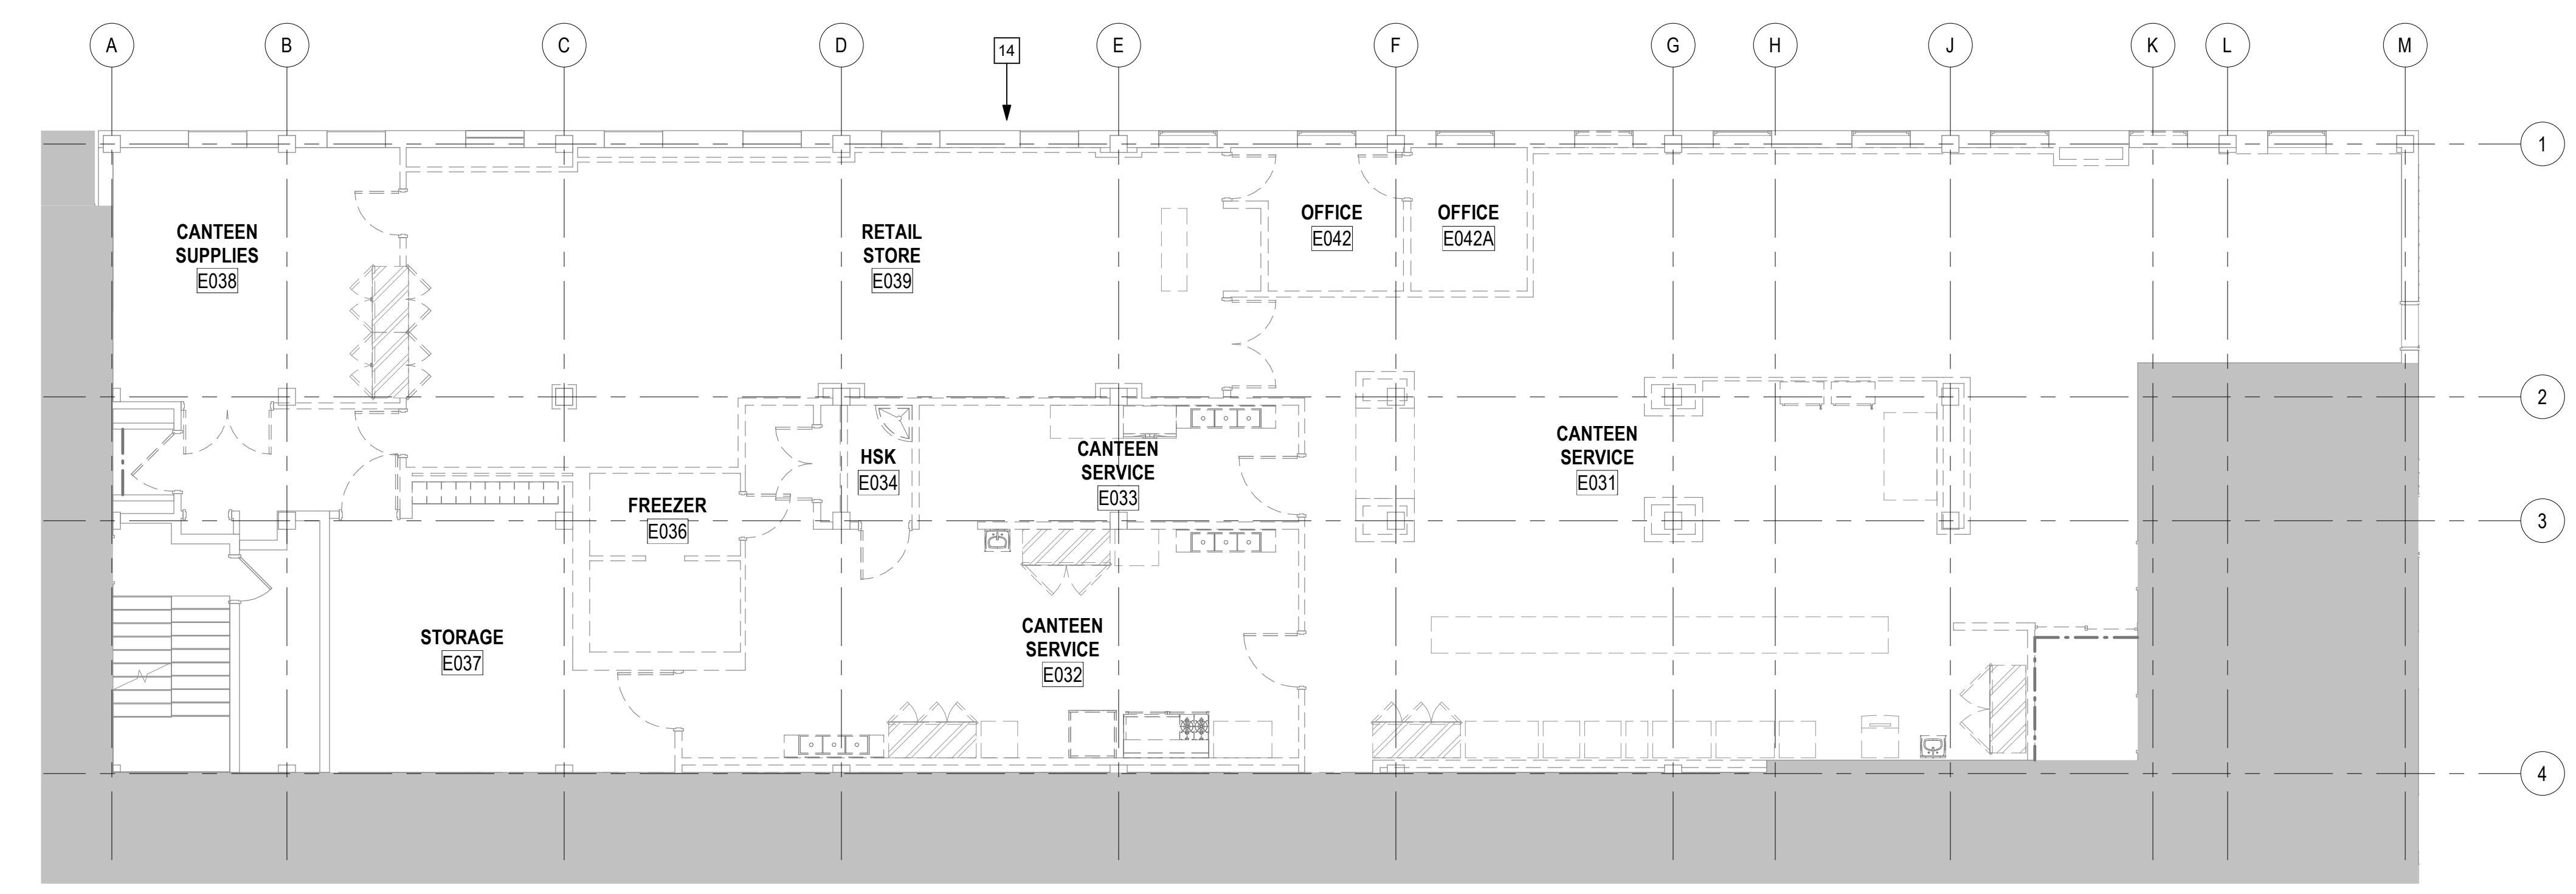 A
B
C
D
14
E
F
G
H
J
K
L
M
1
CANTEEN
SUPPLIES
E038
RETAIL
STORE
E039
OFFICE
E042
OFFICE
E042A
2
HSK
E034
CANTEEN
SERVICE
E033
CANTEEN
SERVICE
E031
FREEZER
E036
3
STORAGE
E037
CANTEEN
SERVICE
E032
4